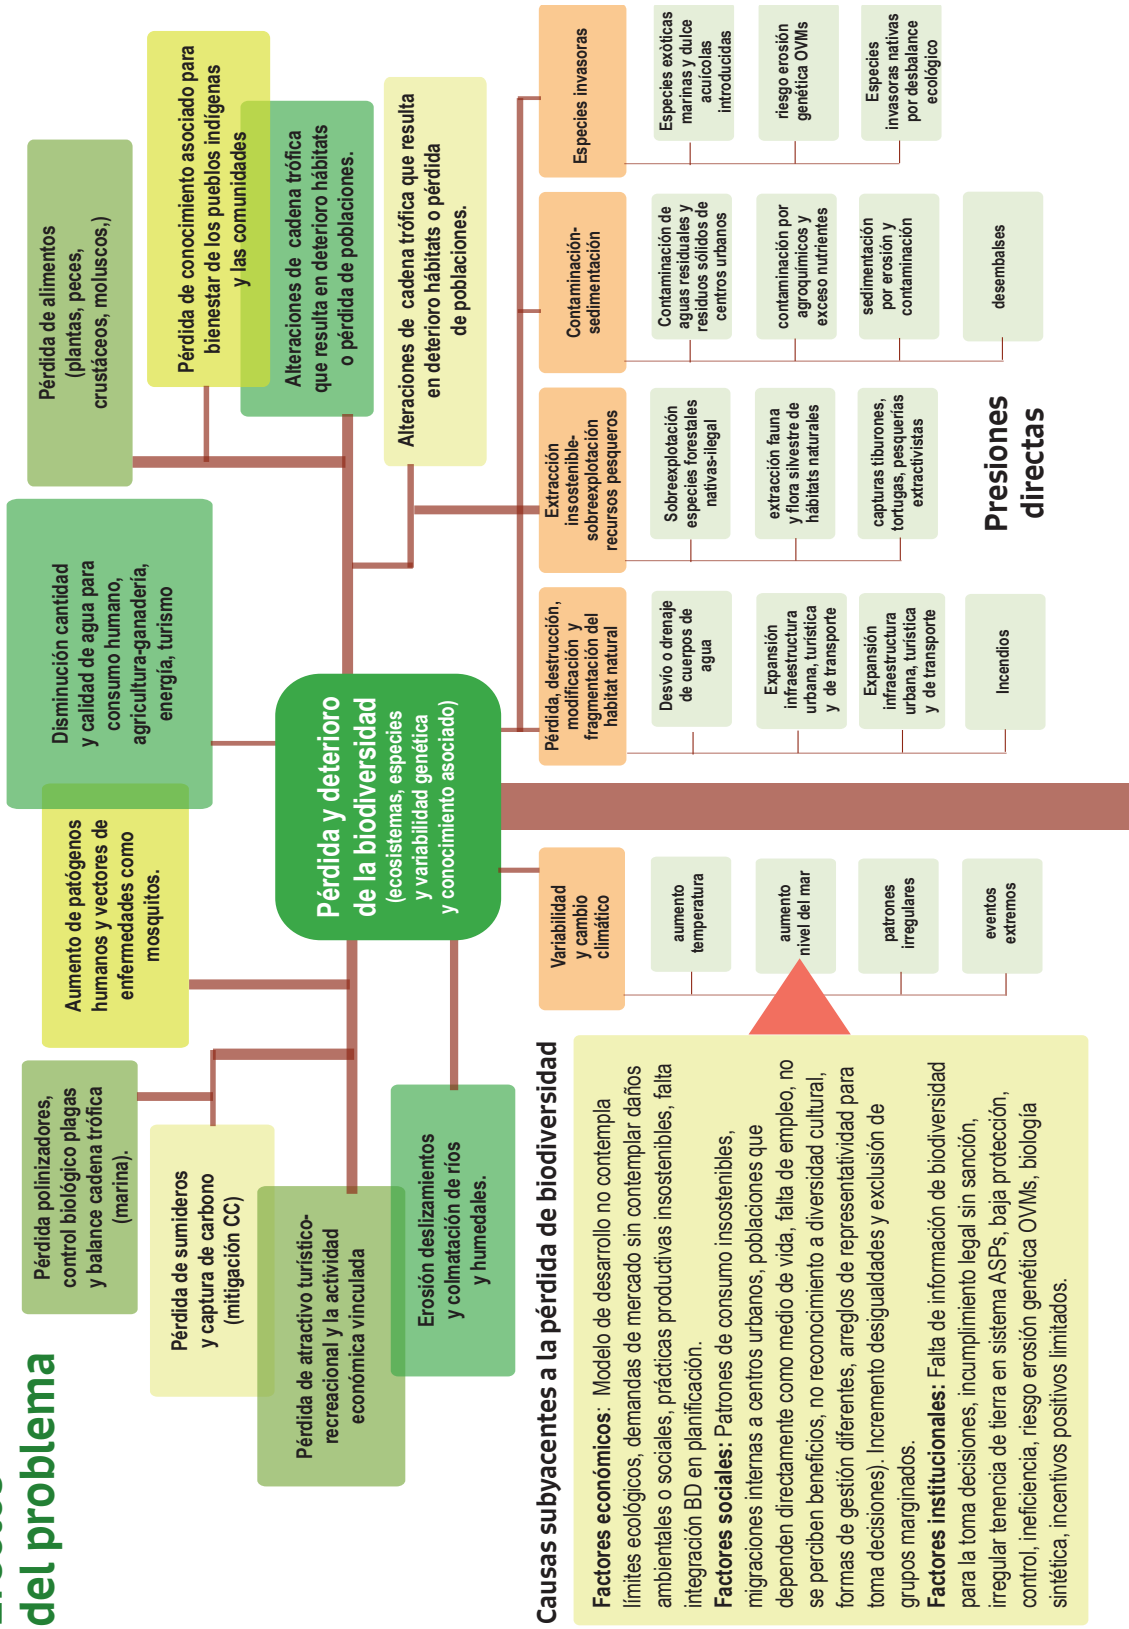 del problema
Pérdida polinizadores,
control biológico plagas
y balance cadena trófica
(marina).
Pérdida de sumideros
y captura de carbono
(mitigación CC)
Pérdida de atractivo turístico-
recreacional y la actividad
económica vinculada
Erosión deslizamientos
y colmatación de ríos
y humedales.
Aumento de patógenos
humanos y vectores de
enfermedades como
mosquitos.
Disminución cantidad
y calidad de agua para
consumo humano,
agricultura-ganadería,
energía, turismo
Pérdida de alimentos
(plantas, peces,
crustáceos, moluscos,)
Pérdida de conocimiento asociado para
bienestar de los pueblos indígenas
y las comunidades
Alteraciones de cadena trófica
que resulta en deterioro hábitats
o pérdida de poblaciones.
Alteraciones de cadena trófica que resulta
en deterioro hábitats o pérdida
de poblaciones.
Pérdida y deterioro
de la biodiversidad
(ecosistemas, especies
y variabilidad genética
y conocimiento asociado)
Variabilidad
y cambio
climático
aumento
temperatura
aumento
nivel del mar
patrones
irregulares
eventos
extremos
Pérdida, destrucción,
modificación y
fragmentación del
habitat natural
Desvío o drenaje
de cuerpos de
agua
Expansión
infraestructura
urbana, turística
y de transporte
Expansión
infraestructura
urbana, turística
y de transporte
Incendios
Extracción
insostenible-
sobreexplotación
recursos pesqueros
Sobreexplotación
especies forestales
nativas-ilegal
extracción fauna
y flora silvestre de
hábitats naturales
capturas tiburones,
tortugas, pesquerías
extractivistas
Contaminación-
sedimentación
Contaminación de
aguas residuales y
residuos sólidos de
centros urbanos
contaminación por
agroquímicos y
exceso nutrientes
sedimentación
por erosión y
contaminación
desembalses
Especies invasoras
Especies exòticas
marinas y dulce
acuícolas
introducidas
riesgo erosión
genética OVMs
Especies
invasoras nativas
por desbalance
ecológico
Presiones
directas
Causas subyacentes a la pérdida de biodiversidad
Factores económicos: Modelo de desarrollo no contempla
límites ecológicos, demandas de mercado sin contemplar daños
ambientales o sociales, prácticas productivas insostenibles, falta
integración BD en planificación.
Factores sociales: Patrones de consumo insostenibles,
migraciones internas a centros urbanos, poblaciones que
dependen directamente como medio de vida, falta de empleo, no
se perciben beneficios, no reconocimiento a diversidad cultural,
formas de gestión diferentes, arreglos de representatividad para
toma decisiones). Incremento desigualdades y exclusión de
grupos marginados.
Factores institucionales: Falta de información de biodiversidad
para la toma decisiones, incumplimiento legal sin sanción,
irregular tenencia de tierra en sistema ASPs, baja protección,
control, ineficiencia, riesgo erosión genética OVMs, biología
sintética, incentivos positivos limitados.